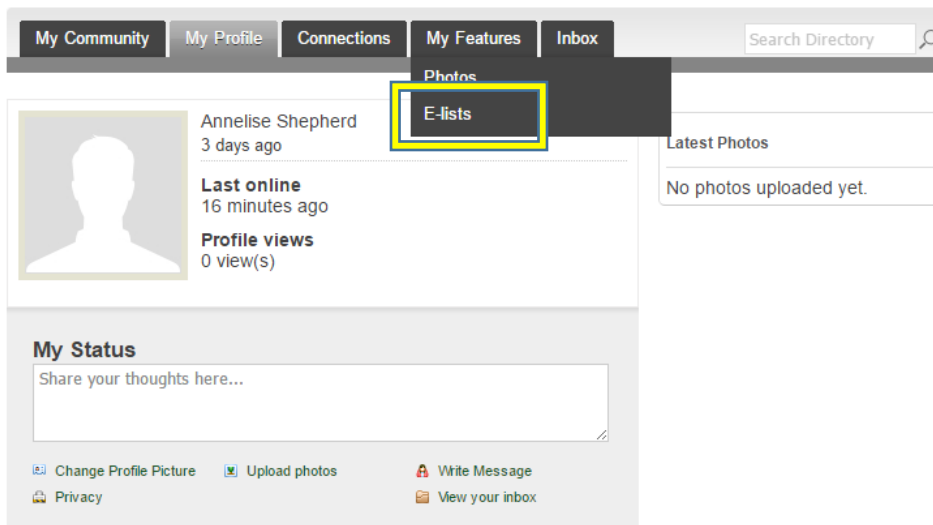 My Community My Profile Connections My Features Inbox Search Directory
Photos
E-lists
Annelise Shepherd
3 days ago
Last online
16 minutes ago
Profile views
0 view(s)
Latest Photos
No photos uploaded yet.
My Status
Share your thoughts here...
Change Profile Picture Upload photos Write Message
Privacy View your inbox